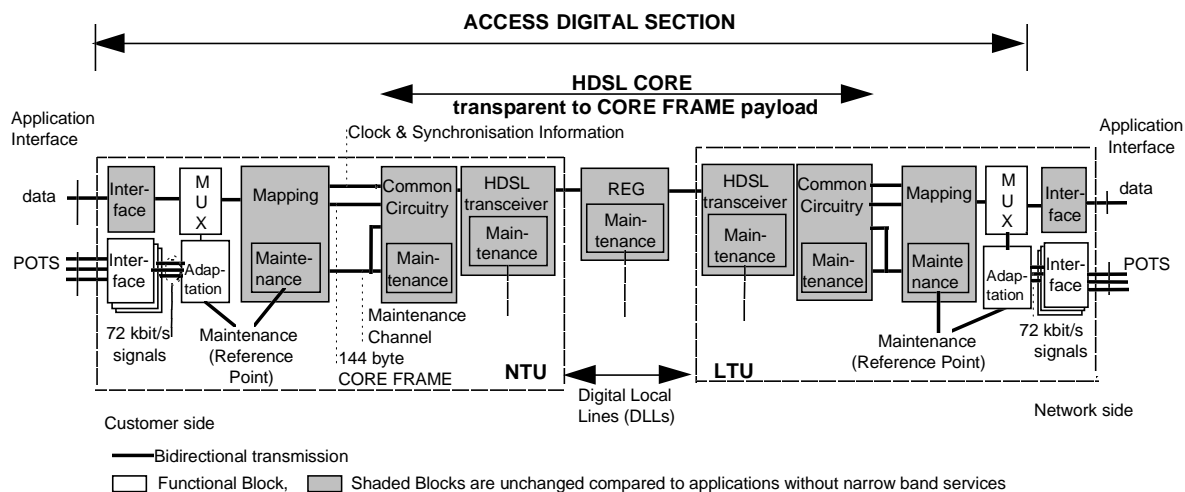 ACCESS DIGITAL SECTION
HDSL CORE
transparent to CORE FRAME payload
Application
Interface
Clock & Synchronisation Information
Application
Interface
data
Inter-
face
M
U
X
Mapping
Common
Circuitry
HDSL
transceiver
REG
HDSL
transceiver
Common
Circuitry
Mapping
M
U
X
Inter-
face
data
POTS
Inter-
face
Adap-
tation
Mainte-
nance
Main-
tenance
Main-
tenance
Main-
tenance
Main-
tenance
Main-
tenance
Mainte
nance
Adap-
tation
Inter-
face
POTS
72 kbit/s
signals
Maintenance
(Reference
Point)
Maintenance
Channel
144 byte
CORE FRAME
NTU
Digital Local
Lines (DLLs)
LTU
Maintenance
(Reference Point)
72 kbit/s
signals
Customer side
Network side
Bidirectional transmission
Functional Block,
Shaded Blocks are unchanged compared to applications without narrow band services